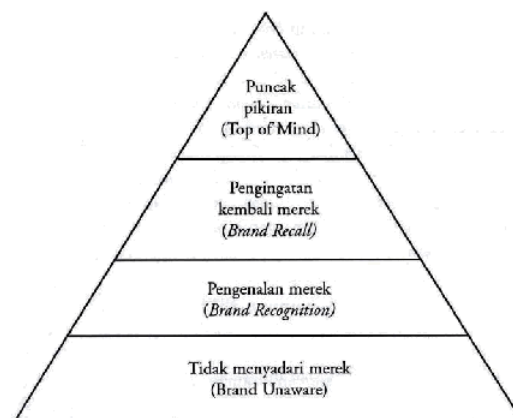 Puncak
pikiran
(Top of Mind)
Pengingatan
kembali merek
(Brand Recall)
Pengenalan merek
(Brand Recognition)
Tidak menyadari merek
(Brand Unaware)